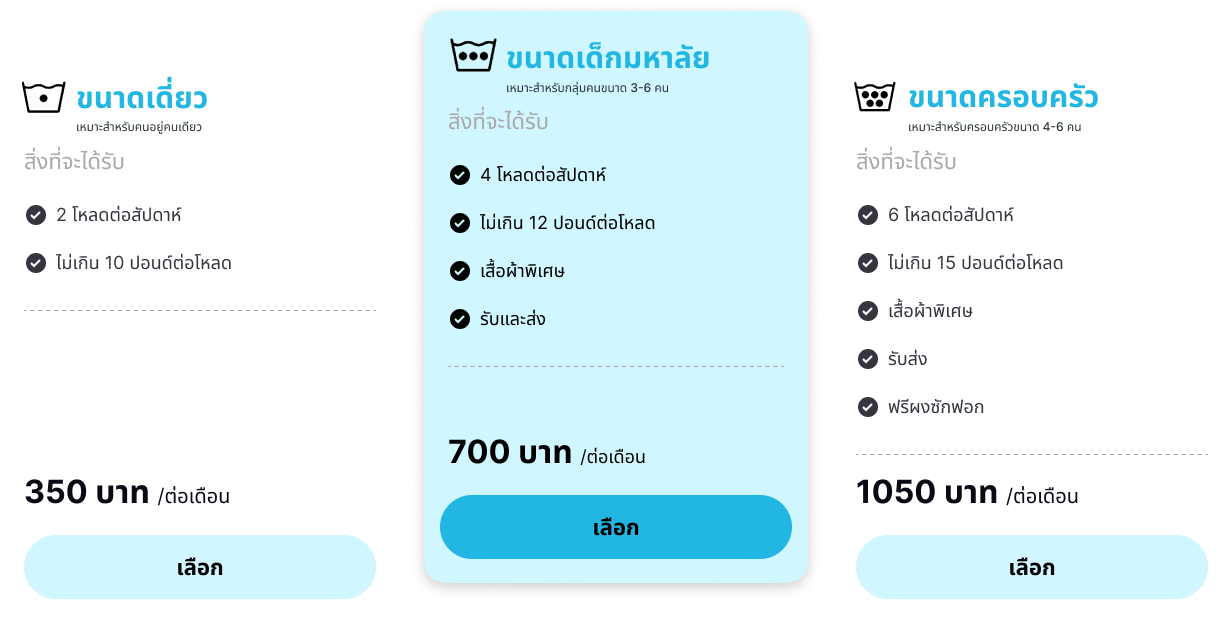 ขนาดเดี่ยว
เหมาะสำหรับคนอยู่คนเดียว
สิ่งที่จะได้รับ
2 โหลดต่อสัปดาห์
ไม่เกิน 10 ปอนด์ต่อโหลด
350 บาท /ต่อเดือน
เลือก
ขนาดเด็กมหาลัย
เหมาะสำหรับกลุ่มคนขนาด 3-6 คน
สิ่งที่จะได้รับ
4 โหลดต่อสัปดาห์
ไม่เกิน 12 ปอนด์ต่อโหลด
เสื้อผ้าพิเศษ
รับและส่ง
700 บาท /ต่อเดือน
เลือก
ขนาดครอบครัว
เหมาะสำหรับครอบครัวขนาด 4-6 คน
สิ่งที่จะได้รับ
6 โหลดต่อสัปดาห์
ไม่เกิน 15 ปอนด์ต่อโหลด
เสื้อผ้าพิเศษ
รับส่ง
ฟรีผงซักฟอก
1050 บาท /ต่อเดือน
เลือก